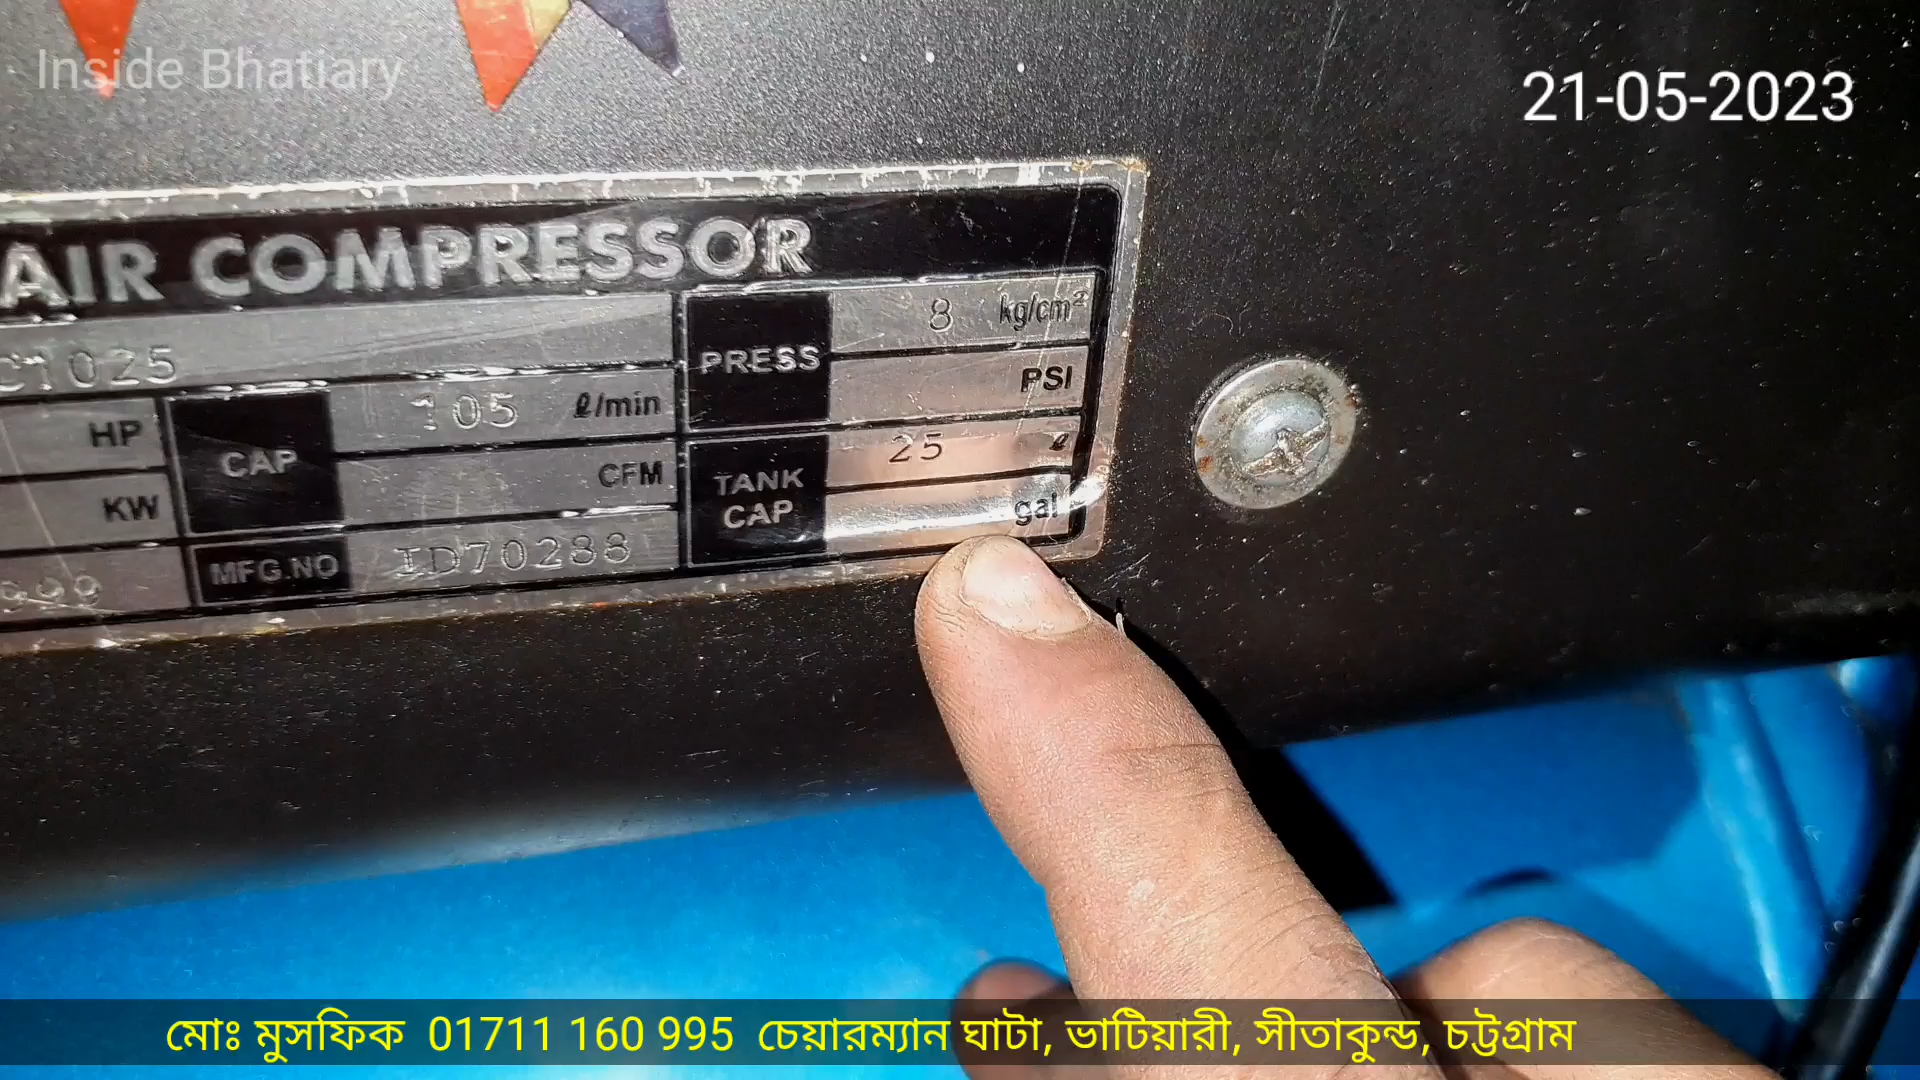 Inside Bhatiary
21-05-2023
AIR COMPRESSOR
C1025
HP
KW
CAP
105 ℓ/min
CFM
PRESS
8 kg/cm²
PSI
TANK CAP
25 ℓ
gal
999
MFG.NO
ID70288
মোঃ মুসফিক 01711 160 995 চেয়ারম্যান ঘাটা, ভাটিয়ারী, সীতাকুন্ড, চট্টগ্রাম